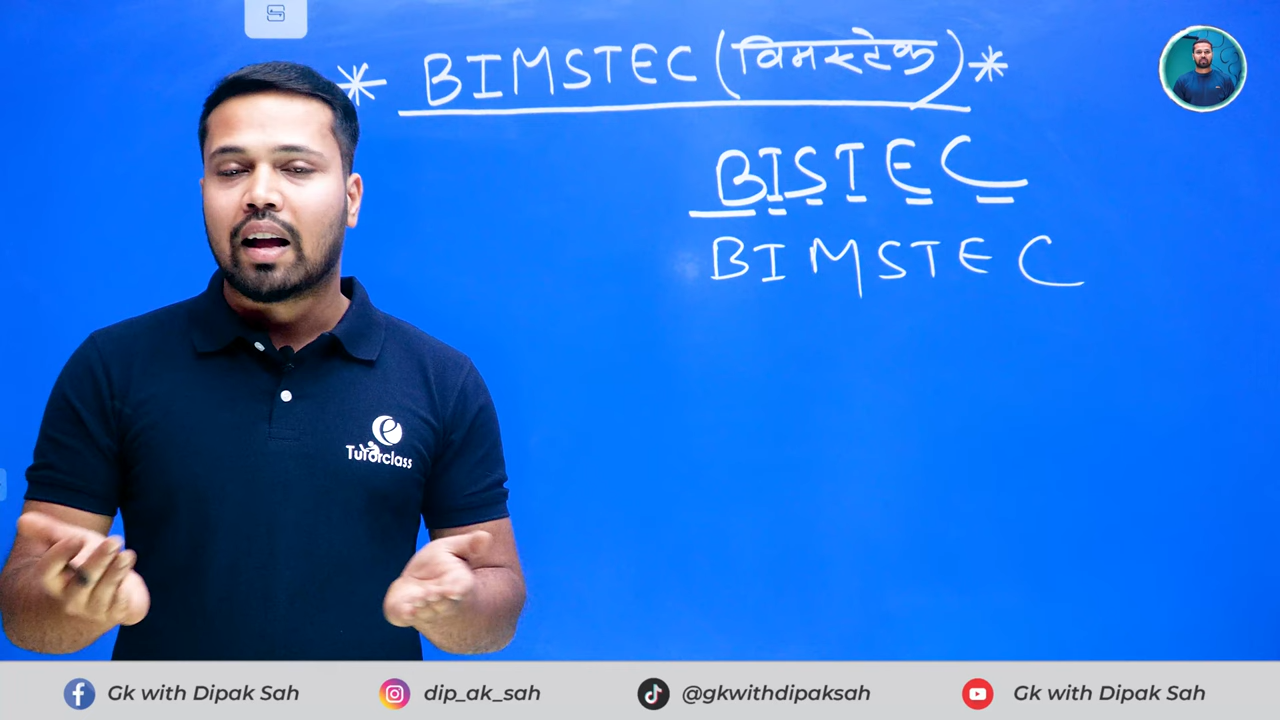 * BIMSTEC (विमस्टेक) *
BISTEC
BIMSTEC
Tutorclass
Gk with Dipak Sah
dip_ak_sah
@gkwithdipaksah
Gk with Dipak Sah